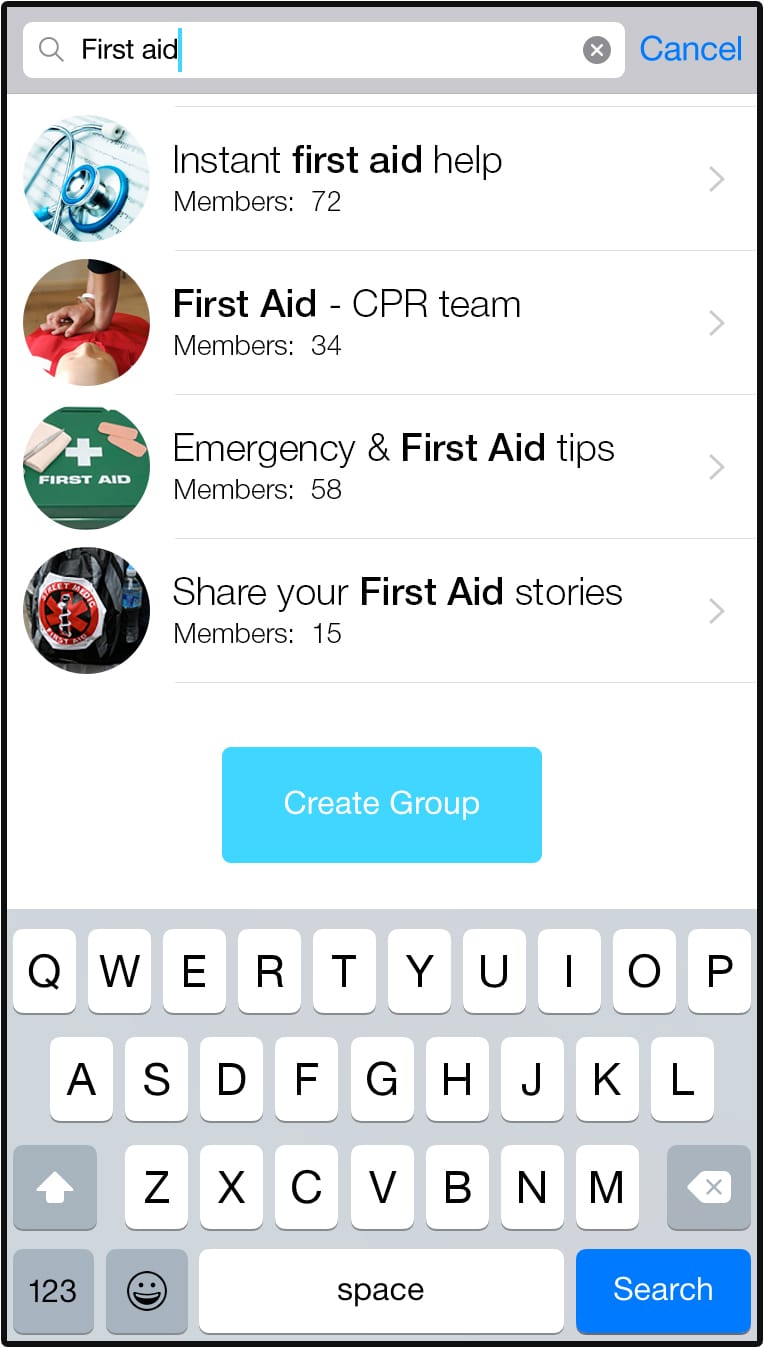 First aid
Cancel
Instant first aid help
Members: 72
First Aid - CPR team
Members: 34
FIRST AID
Emergency & First Aid tips
Members: 58
STREET MEDIC
FIRST AID
Share your First Aid stories
Members: 15
Create Group
Q W E R T Y U I O P
A S D F G H J K L
Z X C V B N M
123 space Search